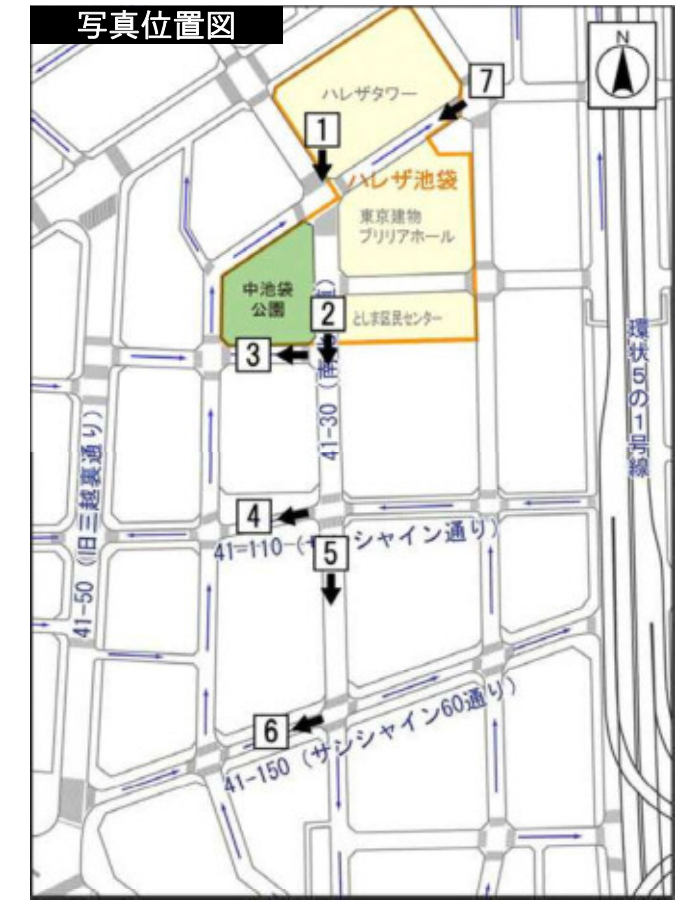 写真位置図
N
ハレザタワー
7
1
ハレザ池袋
東京建物
ブリリアホール
中池袋
公園
2
としま区民センター
3
41-30（南
環状5の1号線
4
41-110
シャイン通り）
5
41-50（旧三越裏通り）
6
41-150（サンシャイン60通り）